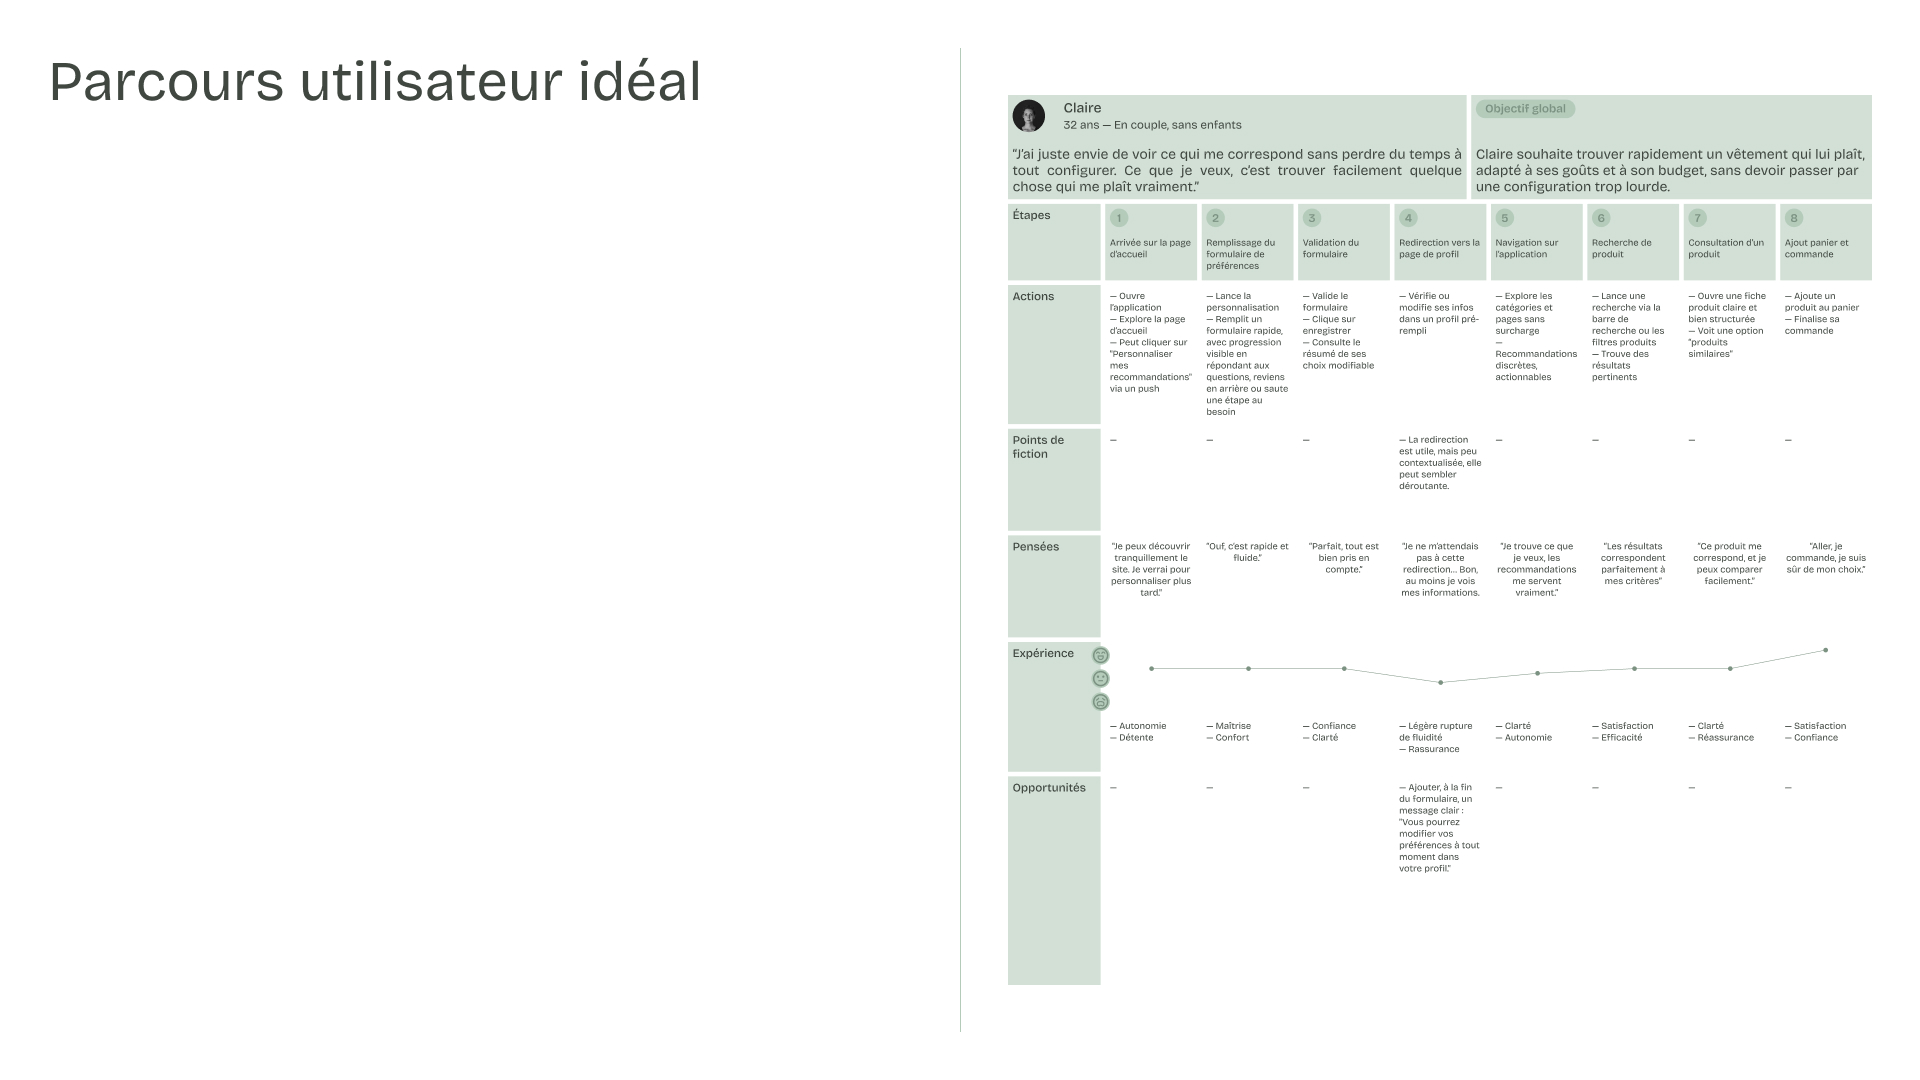 Parcours utilisateur idéal
Claire
32 ans — En couple, sans enfants
“J’ai juste envie de voir ce qui me correspond sans perdre du temps à
tout configurer. Ce que je veux, c’est trouver facilement quelque
chose qui me plaît vraiment.”
Objectif global
Claire souhaite trouver rapidement un vêtement qui lui plaît,
adapté à ses goûts et à son budget, sans devoir passer par
une configuration trop lourde.
Étapes
1
Arrivée sur la page
d’accueil
2
Remplissage du
formulaire de
préférences
3
Validation du
formulaire
4
Redirection vers la
page de profil
5
Navigation sur
l’application
6
Recherche de
produit
7
Consultation d’un
produit
8
Ajout panier et
commande
Actions
— Ouvre
l’application
— Explore la page
d’accueil
— Peut cliquer sur
“Personnaliser
mes
recommandations”
via un push
— Lance la
personnalisation
— Remplit un
formulaire rapide,
avec progression
visible en
répondant aux
questions, reviens
en arrière ou saute
une étape au
besoin
— Valide le
formulaire
— Clique sur
enregistrer
— Consulte le
résumé de ses
choix modifiable
— Vérifie ou
modifie ses infos
dans un profil pré-
rempli
— Explore les
catégories et
pages sans
surcharge
—
Recommandations
discrètes,
actionnables
— Lance une
recherche via la
barre de
recherche ou les
filtres produits
— Trouve des
résultats
pertinents
— Ouvre une fiche
produit claire et
bien structurée
— Voit une option
“produits
similaires”
— Ajoute un
produit au panier
— Finalise sa
commande
Points de
fiction
—
—
—
— La redirection
est utile, mais peu
contextualisée, elle
peut sembler
déroutante.
—
—
—
—
Pensées
“Je peux découvrir
tranquillement le
site. Je verrai pour
personnaliser plus
tard.”
“Ouf, c’est rapide et
fluide.”
“Parfait, tout est
bien pris en
compte.”
“Je ne m’attendais
pas à cette
redirection... Bon,
au moins je vois
mes informations.
“Je trouve ce que
je veux, les
recommandations
me servent
vraiment.”
“Les résultats
correspondent
parfaitement à
mes critères”
“Ce produit me
correspond, et je
peux comparer
facilement.”
“Aller, je
commande, je suis
sûr de mon choix.”
Expérience
— Autonomie
— Détente
— Maîtrise
— Confort
— Confiance
— Clarté
— Légère rupture
de fluidité
— Rassurance
— Clarté
— Autonomie
— Satisfaction
— Efficacité
— Clarté
— Réassurance
— Satisfaction
— Confiance
Opportunités
—
—
—
— Ajouter, à la fin
du formulaire, un
message clair :
“Vous pourrez
modifier vos
préférences à tout
moment dans
votre profil.”
—
—
—
—